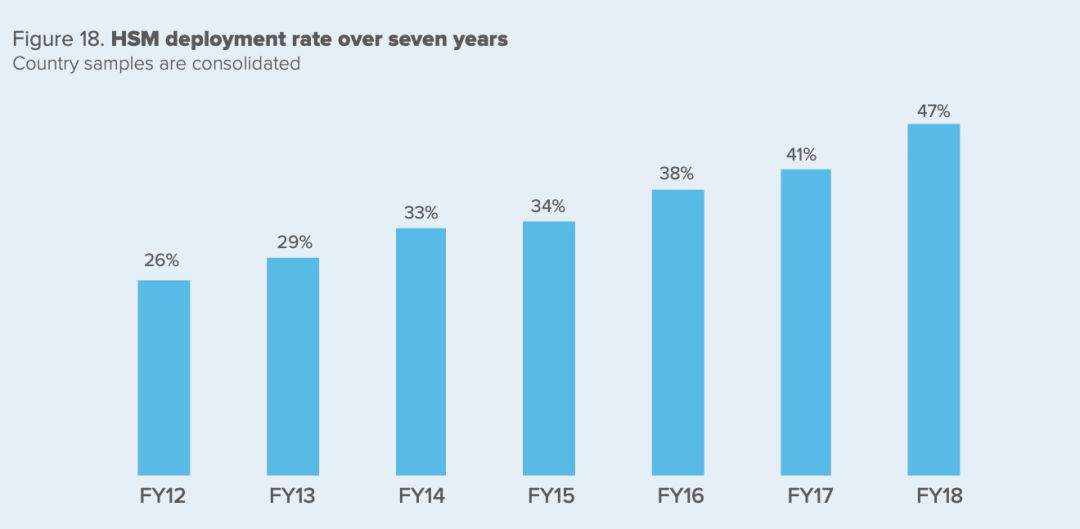 Figure 18. HSM deployment rate over seven years
Country samples are consolidated
26%
29%
33%
34%
38%
41%
47%
FY12
FY13
FY14
FY15
FY16
FY17
FY18